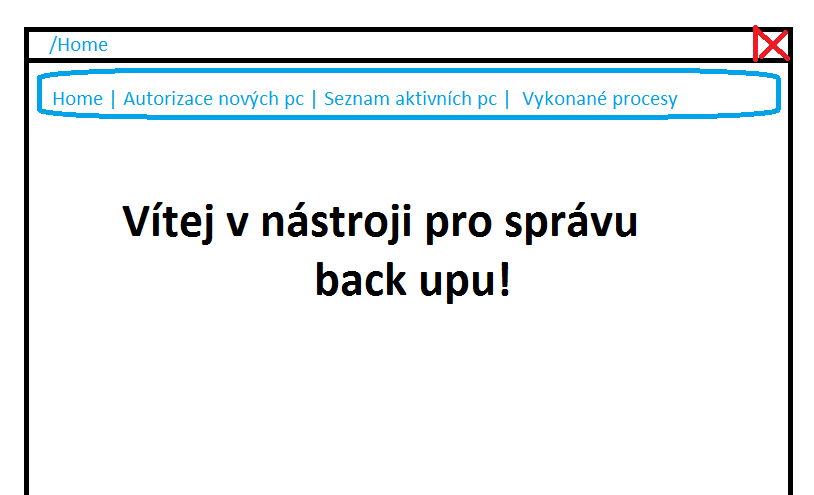 /Home
Home | Autorizace nových pc | Seznam aktivních pc | Vykonané procesy
Vítej v nástroji pro správu
back upu!